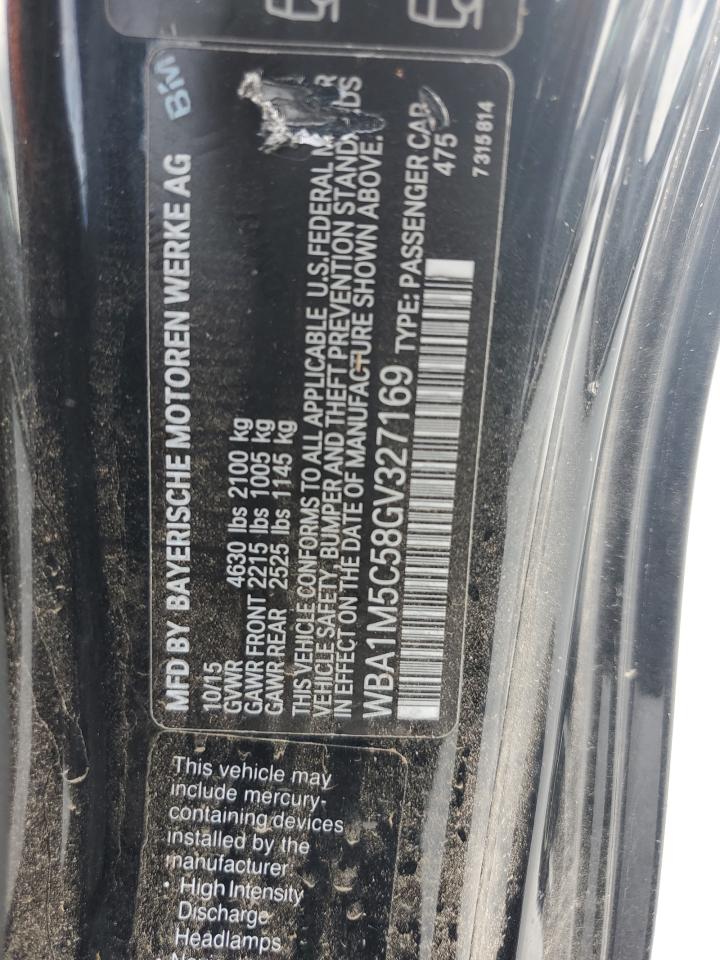 MFD BY BAYERISCHE MOTOREN WERKE AG
10/15
GVWR 4630 lbs 2100 kg
GAWR FRONT 2215 lbs 1005 kg
GAWR REAR 2525 lbs 1145 kg
THIS VEHICLE CONFORMS TO ALL APPLICABLE U.S.FEDERAL
VEHICLE SAFETY, BUMPER AND THEFT PREVENTION
IN EFFECT ON THE DATE OF MANUFACTURE SHOWN ABOVE.
WBA1M5C58GV327169 TYPE: PASSENGER CAR
475
7 315 814
This vehicle may
include mercury-
containing devices
installed by the
manufacturer
• High Intensity
Discharge
Headlamps